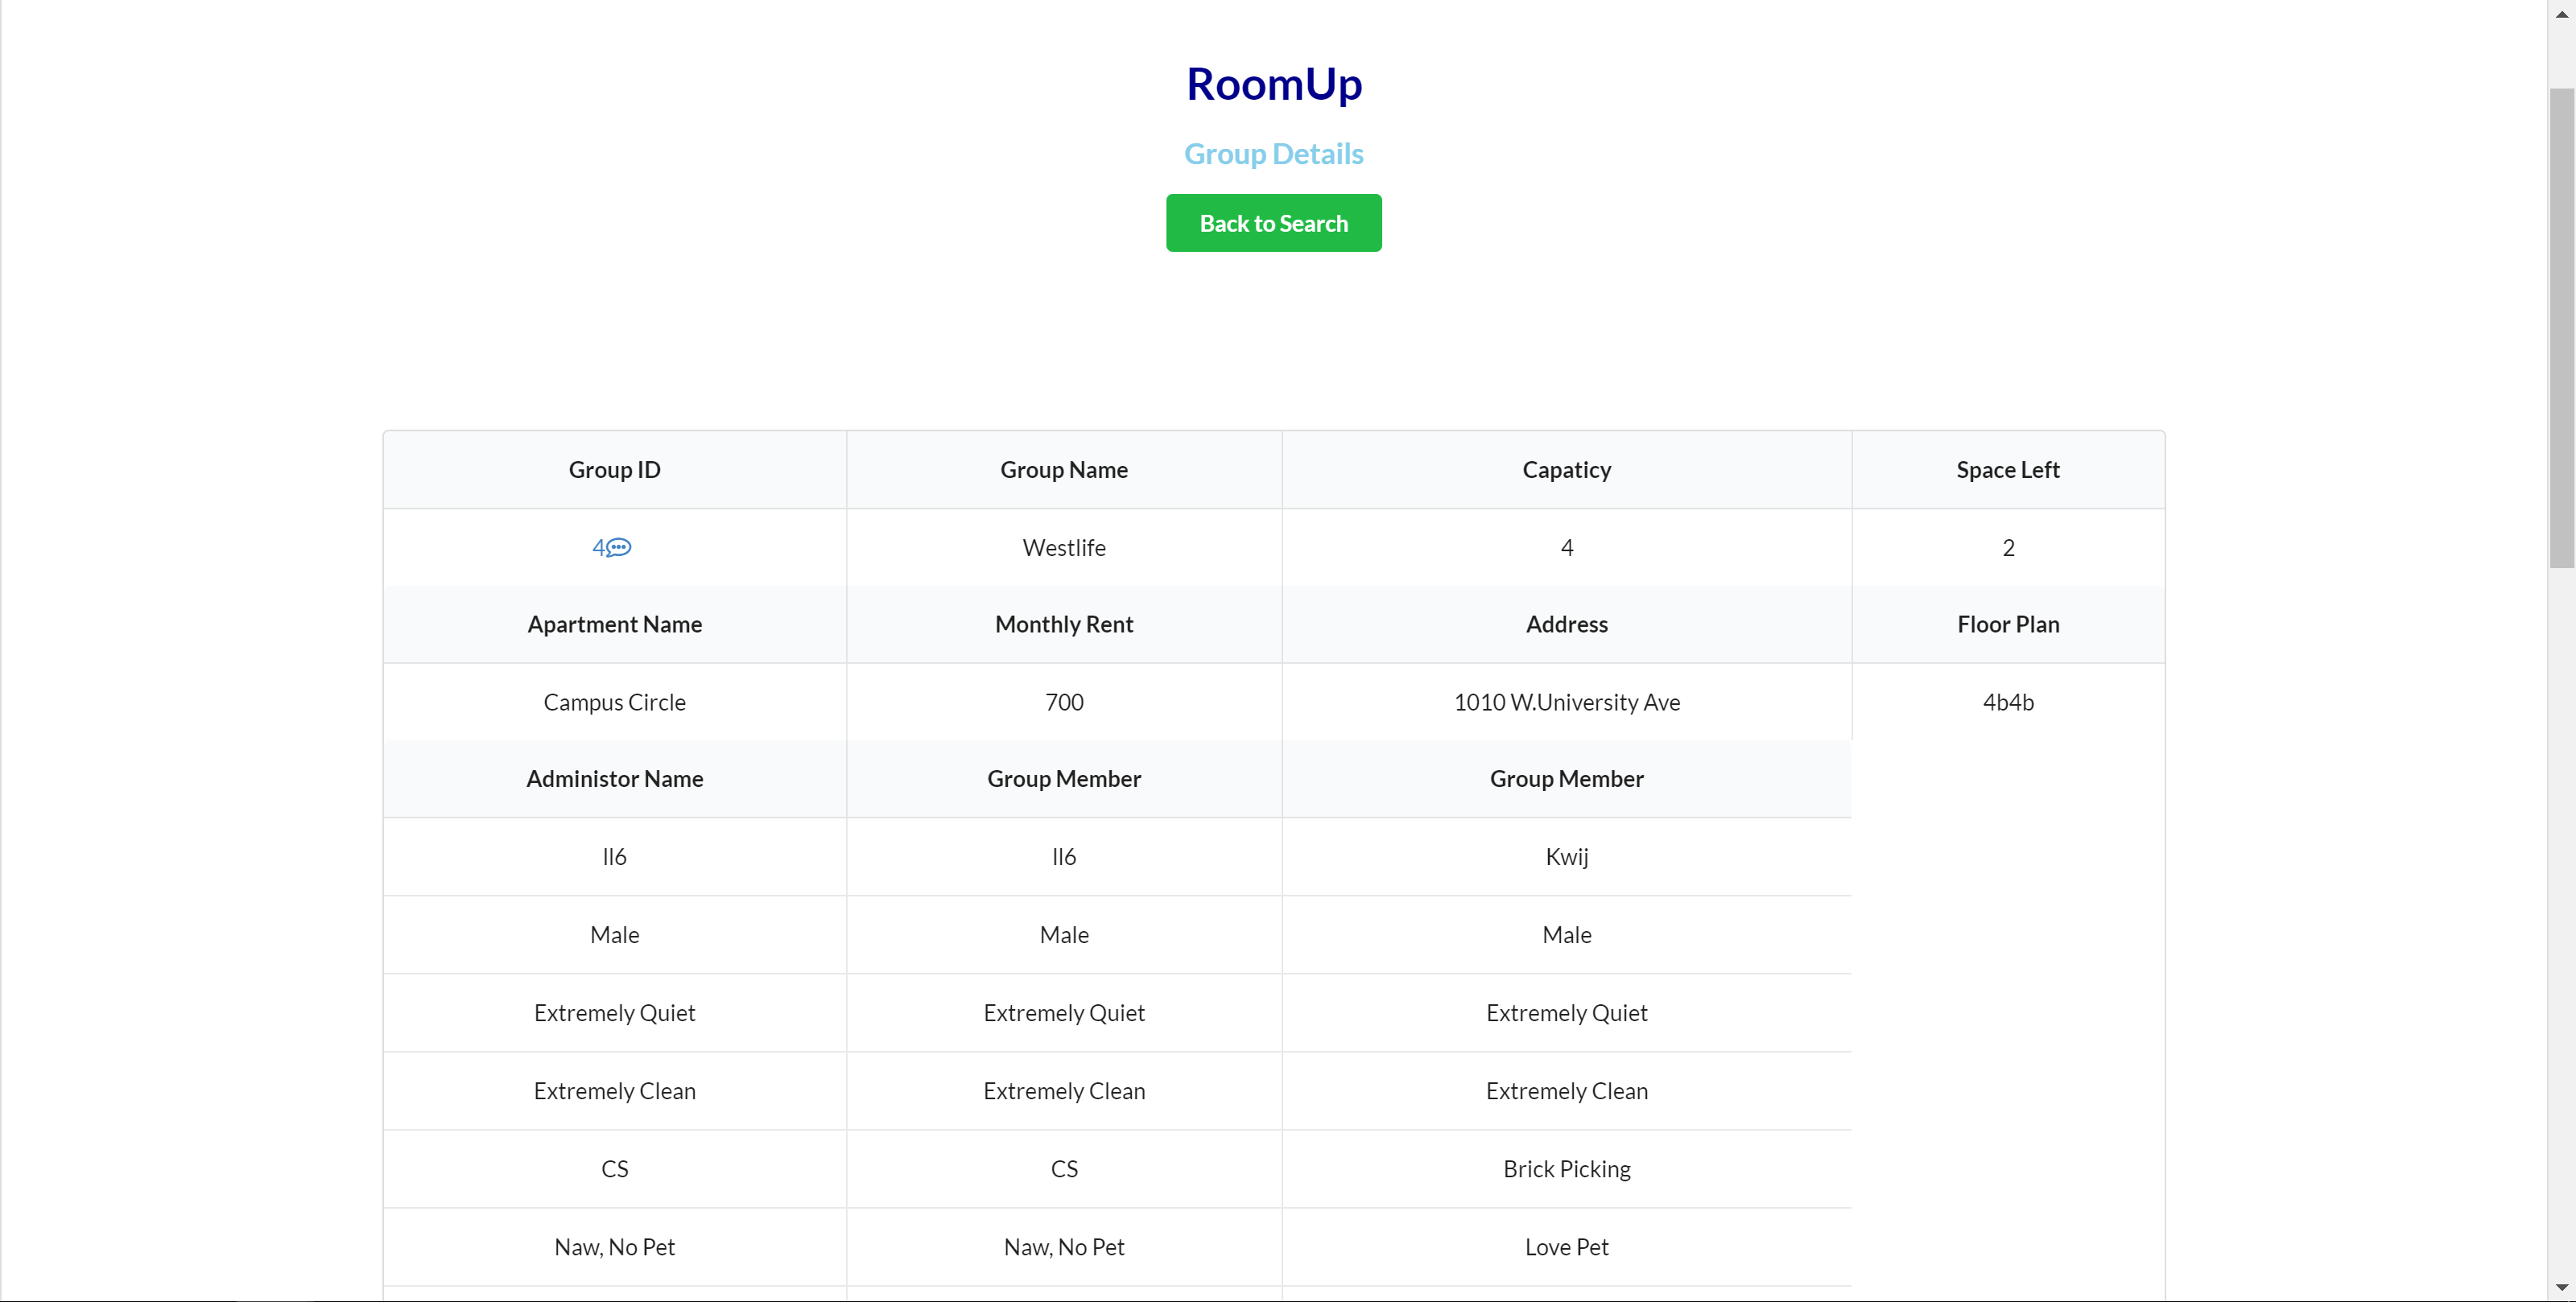 RoomUp
Group Details
Back to Search
Group ID Group Name Capaticy Space Left
4 Westlife 4 2
Apartment Name Monthly Rent Address Floor Plan
Campus Circle 700 1010 W.University Ave 4b4b
Administor Name Group Member Group Member
ll6 ll6 Kwij
Male Male Male
Extremely Quiet Extremely Quiet Extremely Quiet
Extremely Clean Extremely Clean Extremely Clean
CS CS Brick Picking
Naw, No Pet Naw, No Pet Love Pet